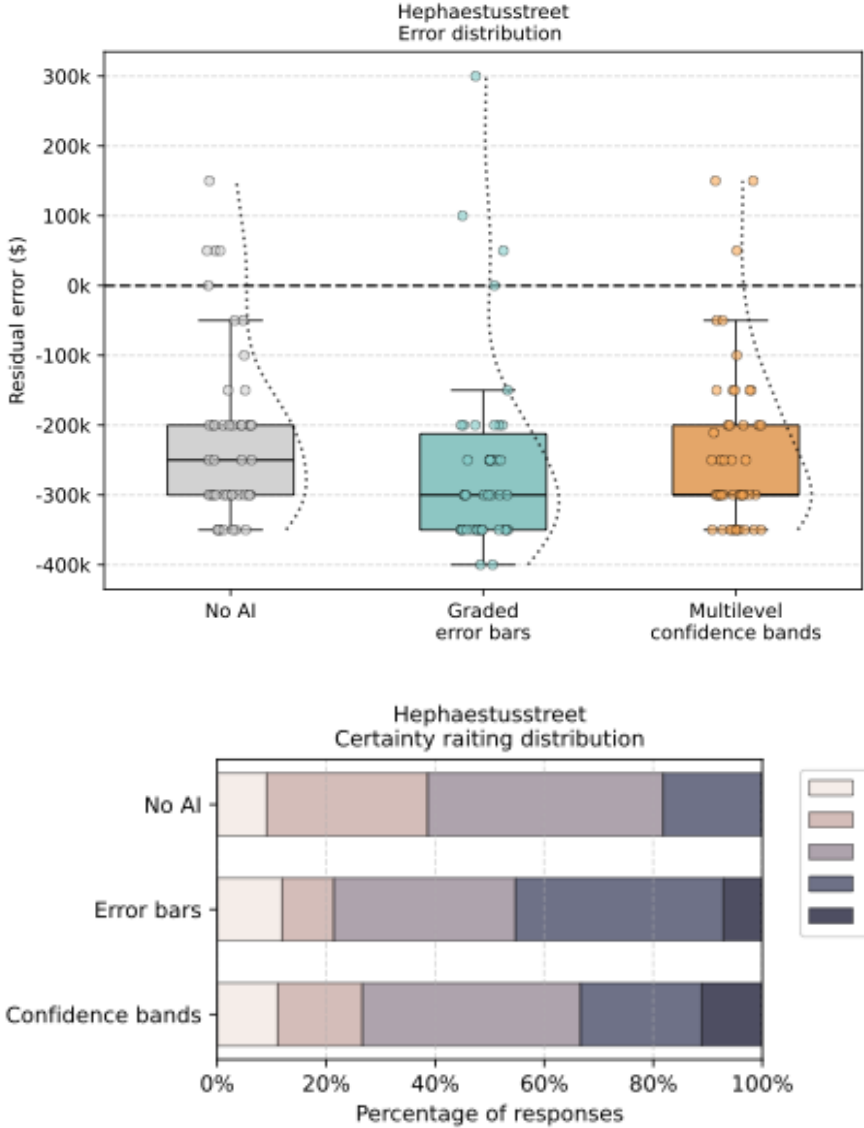 Hephaestusstreet
Error distribution
300k
200k
100k
0k
-100k
-200k
-300k
-400k
Residual error ($)
No AI
Graded
error bars
Multilevel
confidence bands
Hephaestusstreet
Certainty raiting distribution
No AI
Error bars
Confidence bands
0%
20%
40%
60%
80%
100%
Percentage of responses